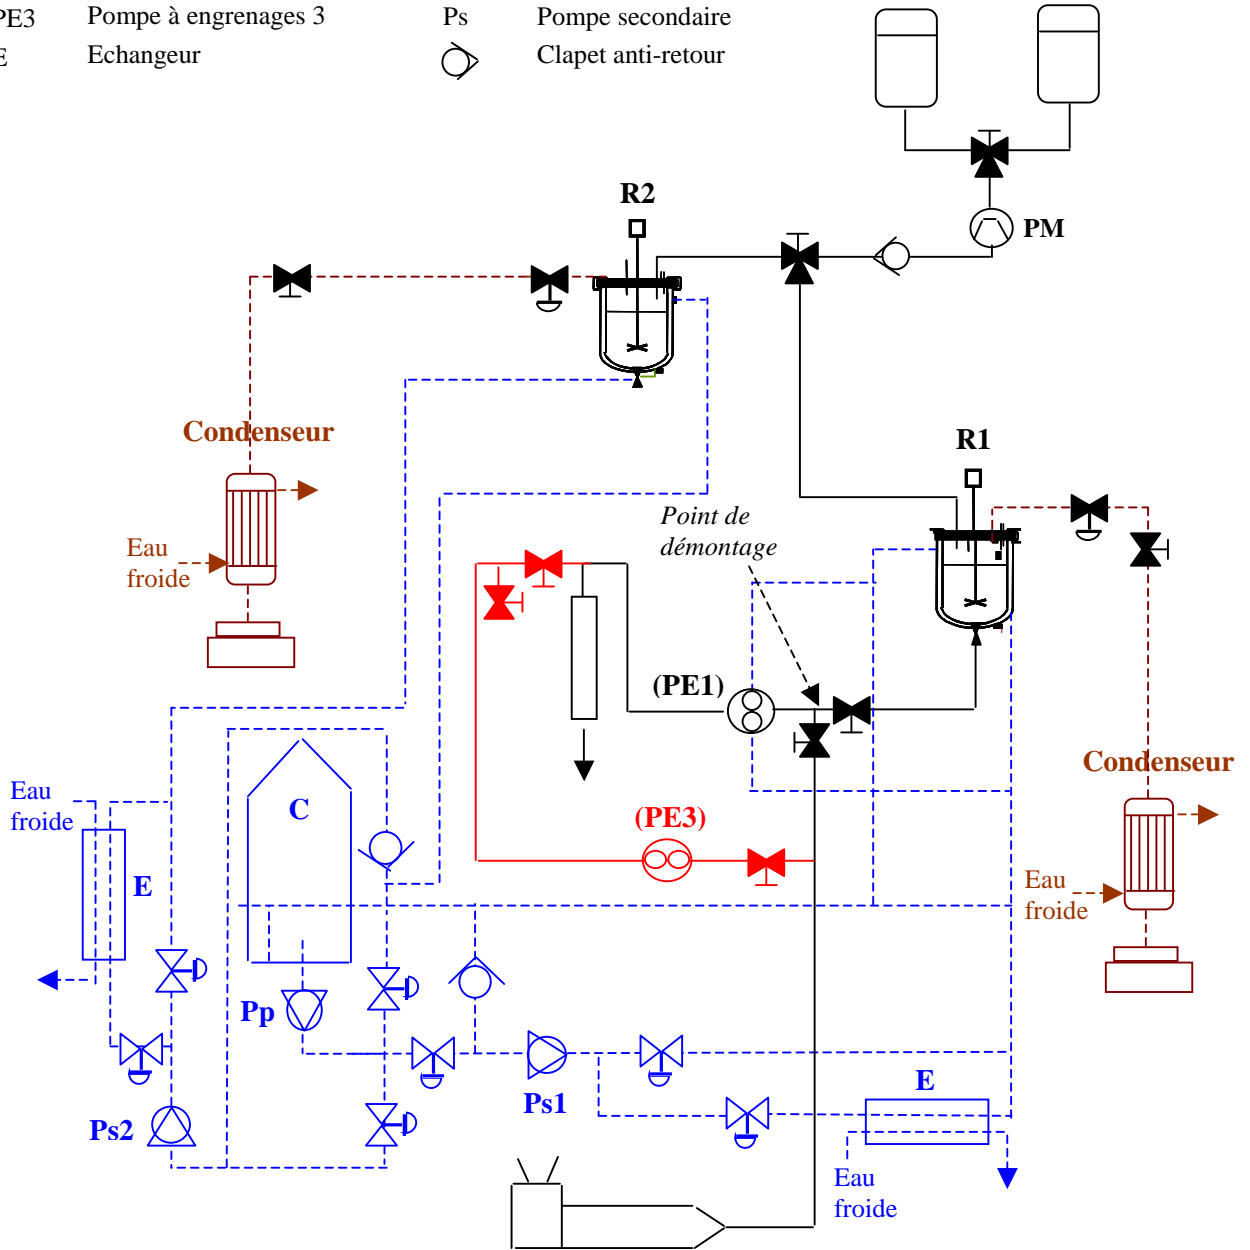 PE3 Pompe à engrenages 3 Ps Pompe secondaire
E Echangeur Clapet anti-retour
R2
PM
Condenseur
R1
Eau
froide
Point de
démontage
(PE1)
Condenseur
Eau
froide
C
(PE3)
E
Eau
froide
Pp
Ps1
E
Ps2
Eau
froide